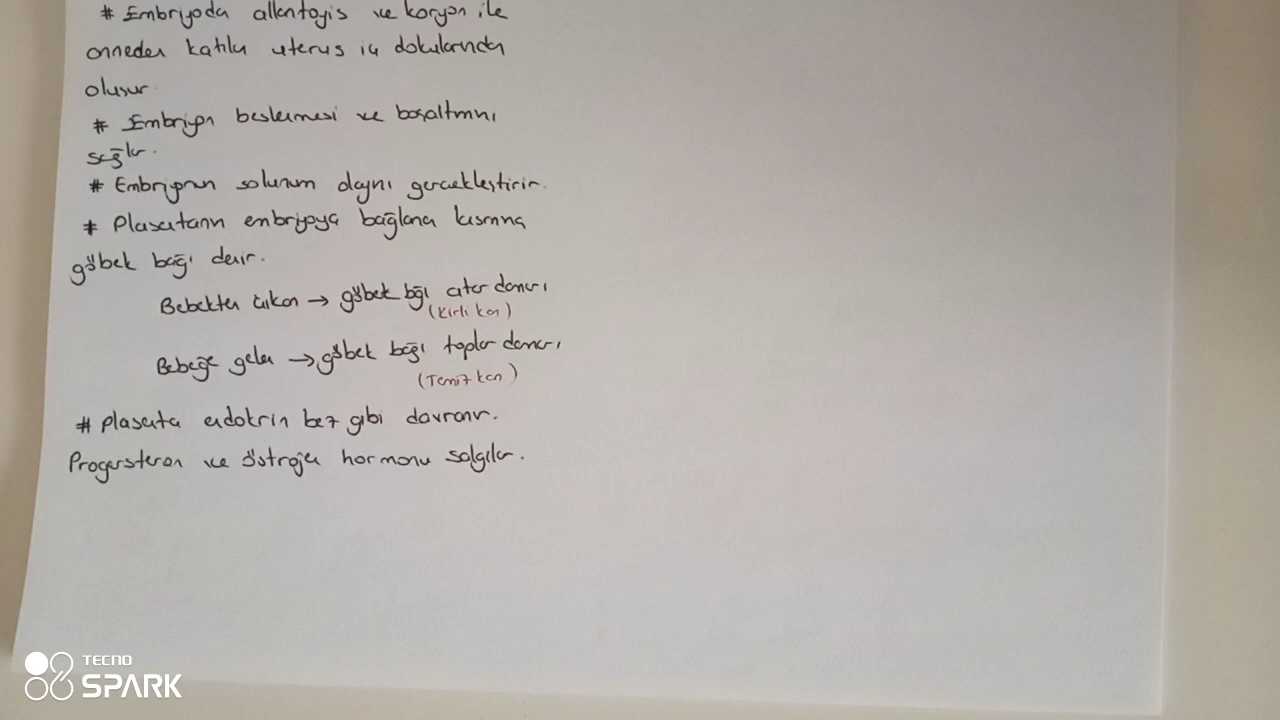 # Embriyoda allantoyis ve koryon ile
anneden katılan uterus iç dokularından
oluşur.
# Embriyon beslenmesi ve boşaltımını
sağlar.
# Embriyonun solunum olayını gerçekleştirir.
# Plasentanın embriyoya bağlanan kısmına
göbek bağı denir.
Bebekten çıkan → göbek bağı atar damarı
(Kirli kan)
Bebeğe gelen → göbek bağı toplar damarı
(Temiz kan)
# Plasenta endokrin bez gibi davranır.
Progesteron ve östrojen hormonu salgılar.
TECNO
SPARK